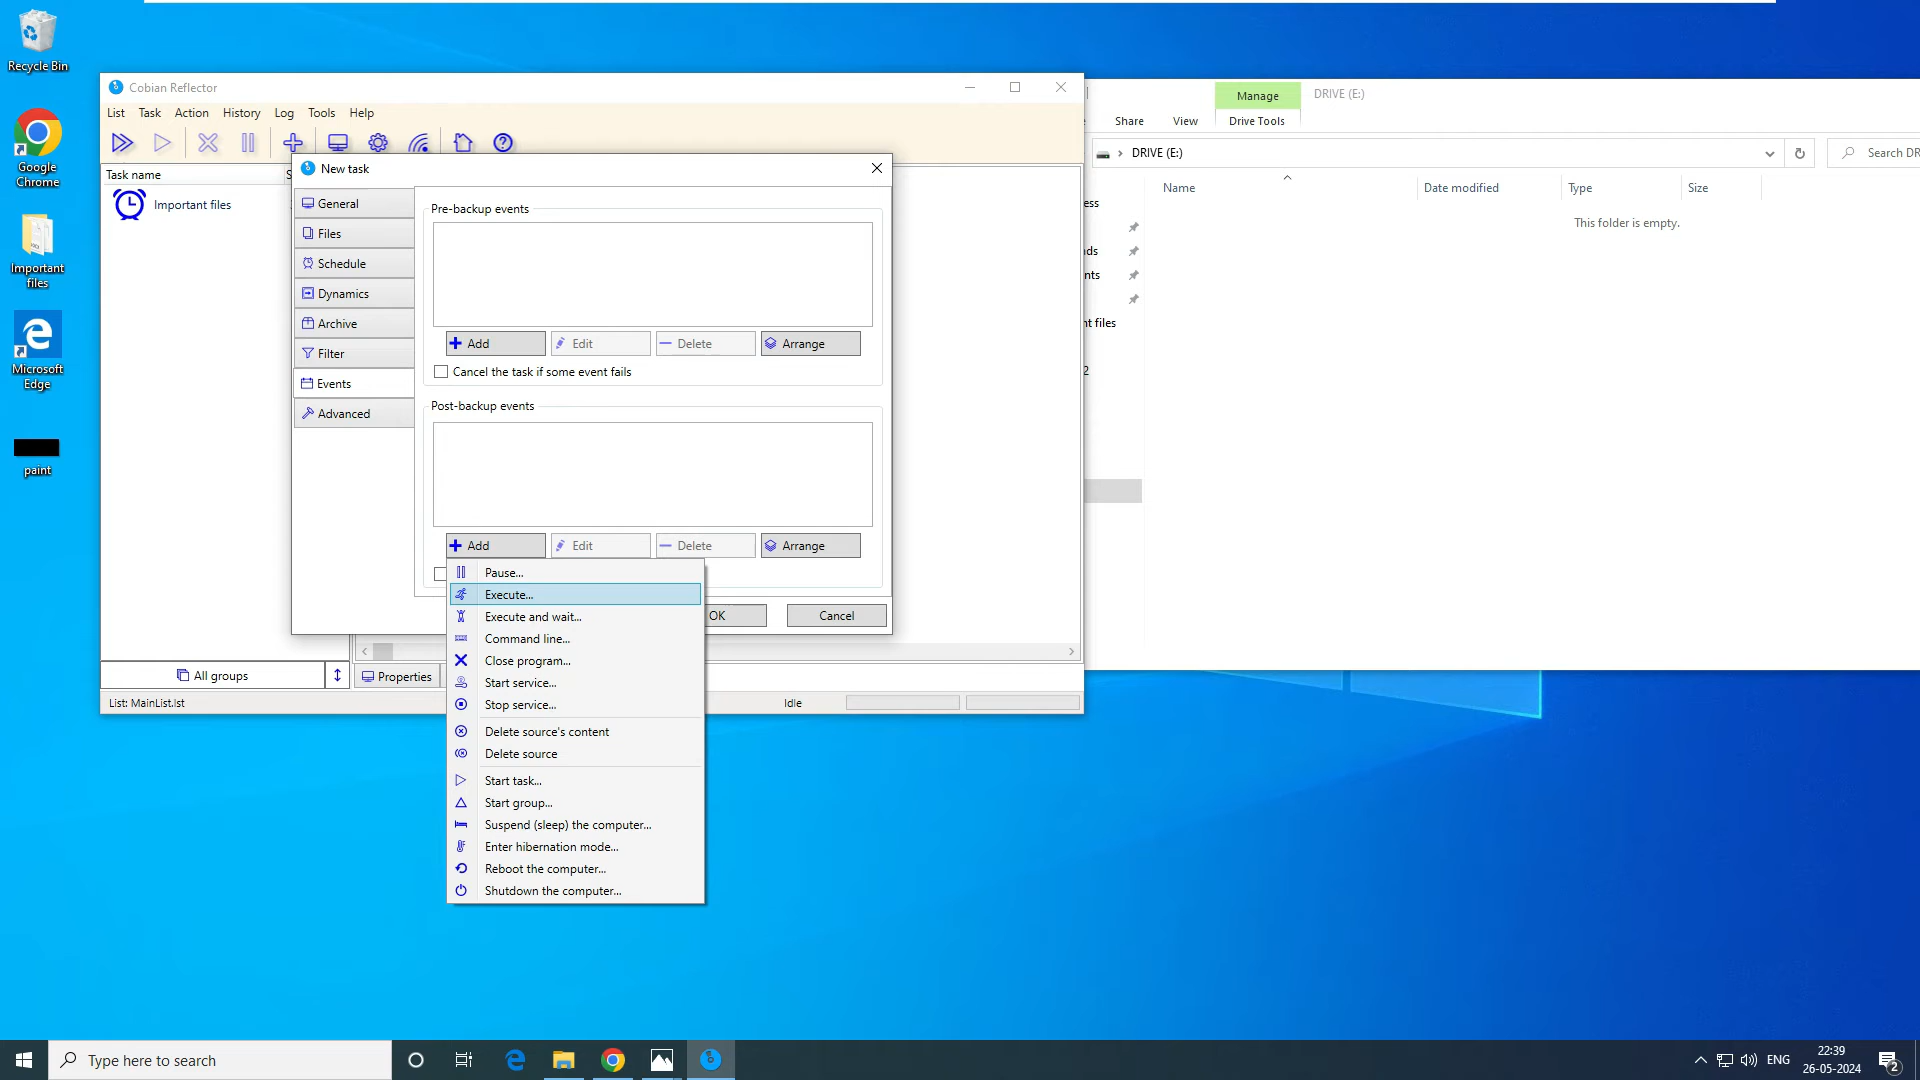 Recycle Bin
Google
Chrome
Important
files
Microsoft
Edge
paint
Cobian Reflector
List Task Action History Log Tools Help
Task name
Important files
New task
General
Files
Schedule
Dynamics
Archive
Filter
Events
Advanced
Pre-backup events
Add Edit Delete Arrange
Cancel the task if some event fails
Post-backup events
Add Edit Delete Arrange
Pause...
Execute...
Execute and wait...
Command line...
Close program...
Start service...
Stop service...
Delete source's content
Delete source
Start task...
Start group...
Suspend (sleep) the computer...
Enter hibernation mode...
Reboot the computer...
Shutdown the computer...
OK Cancel
All groups
Properties
List: MainList.lst
Idle
Manage DRIVE (E:)
Share View Drive Tools
DRIVE (E:)
Search DR
Name Date modified Type Size
This folder is empty.
ess
ds
nts
t files
2
Type here to search
ENG
22:39
26-05-2024
2